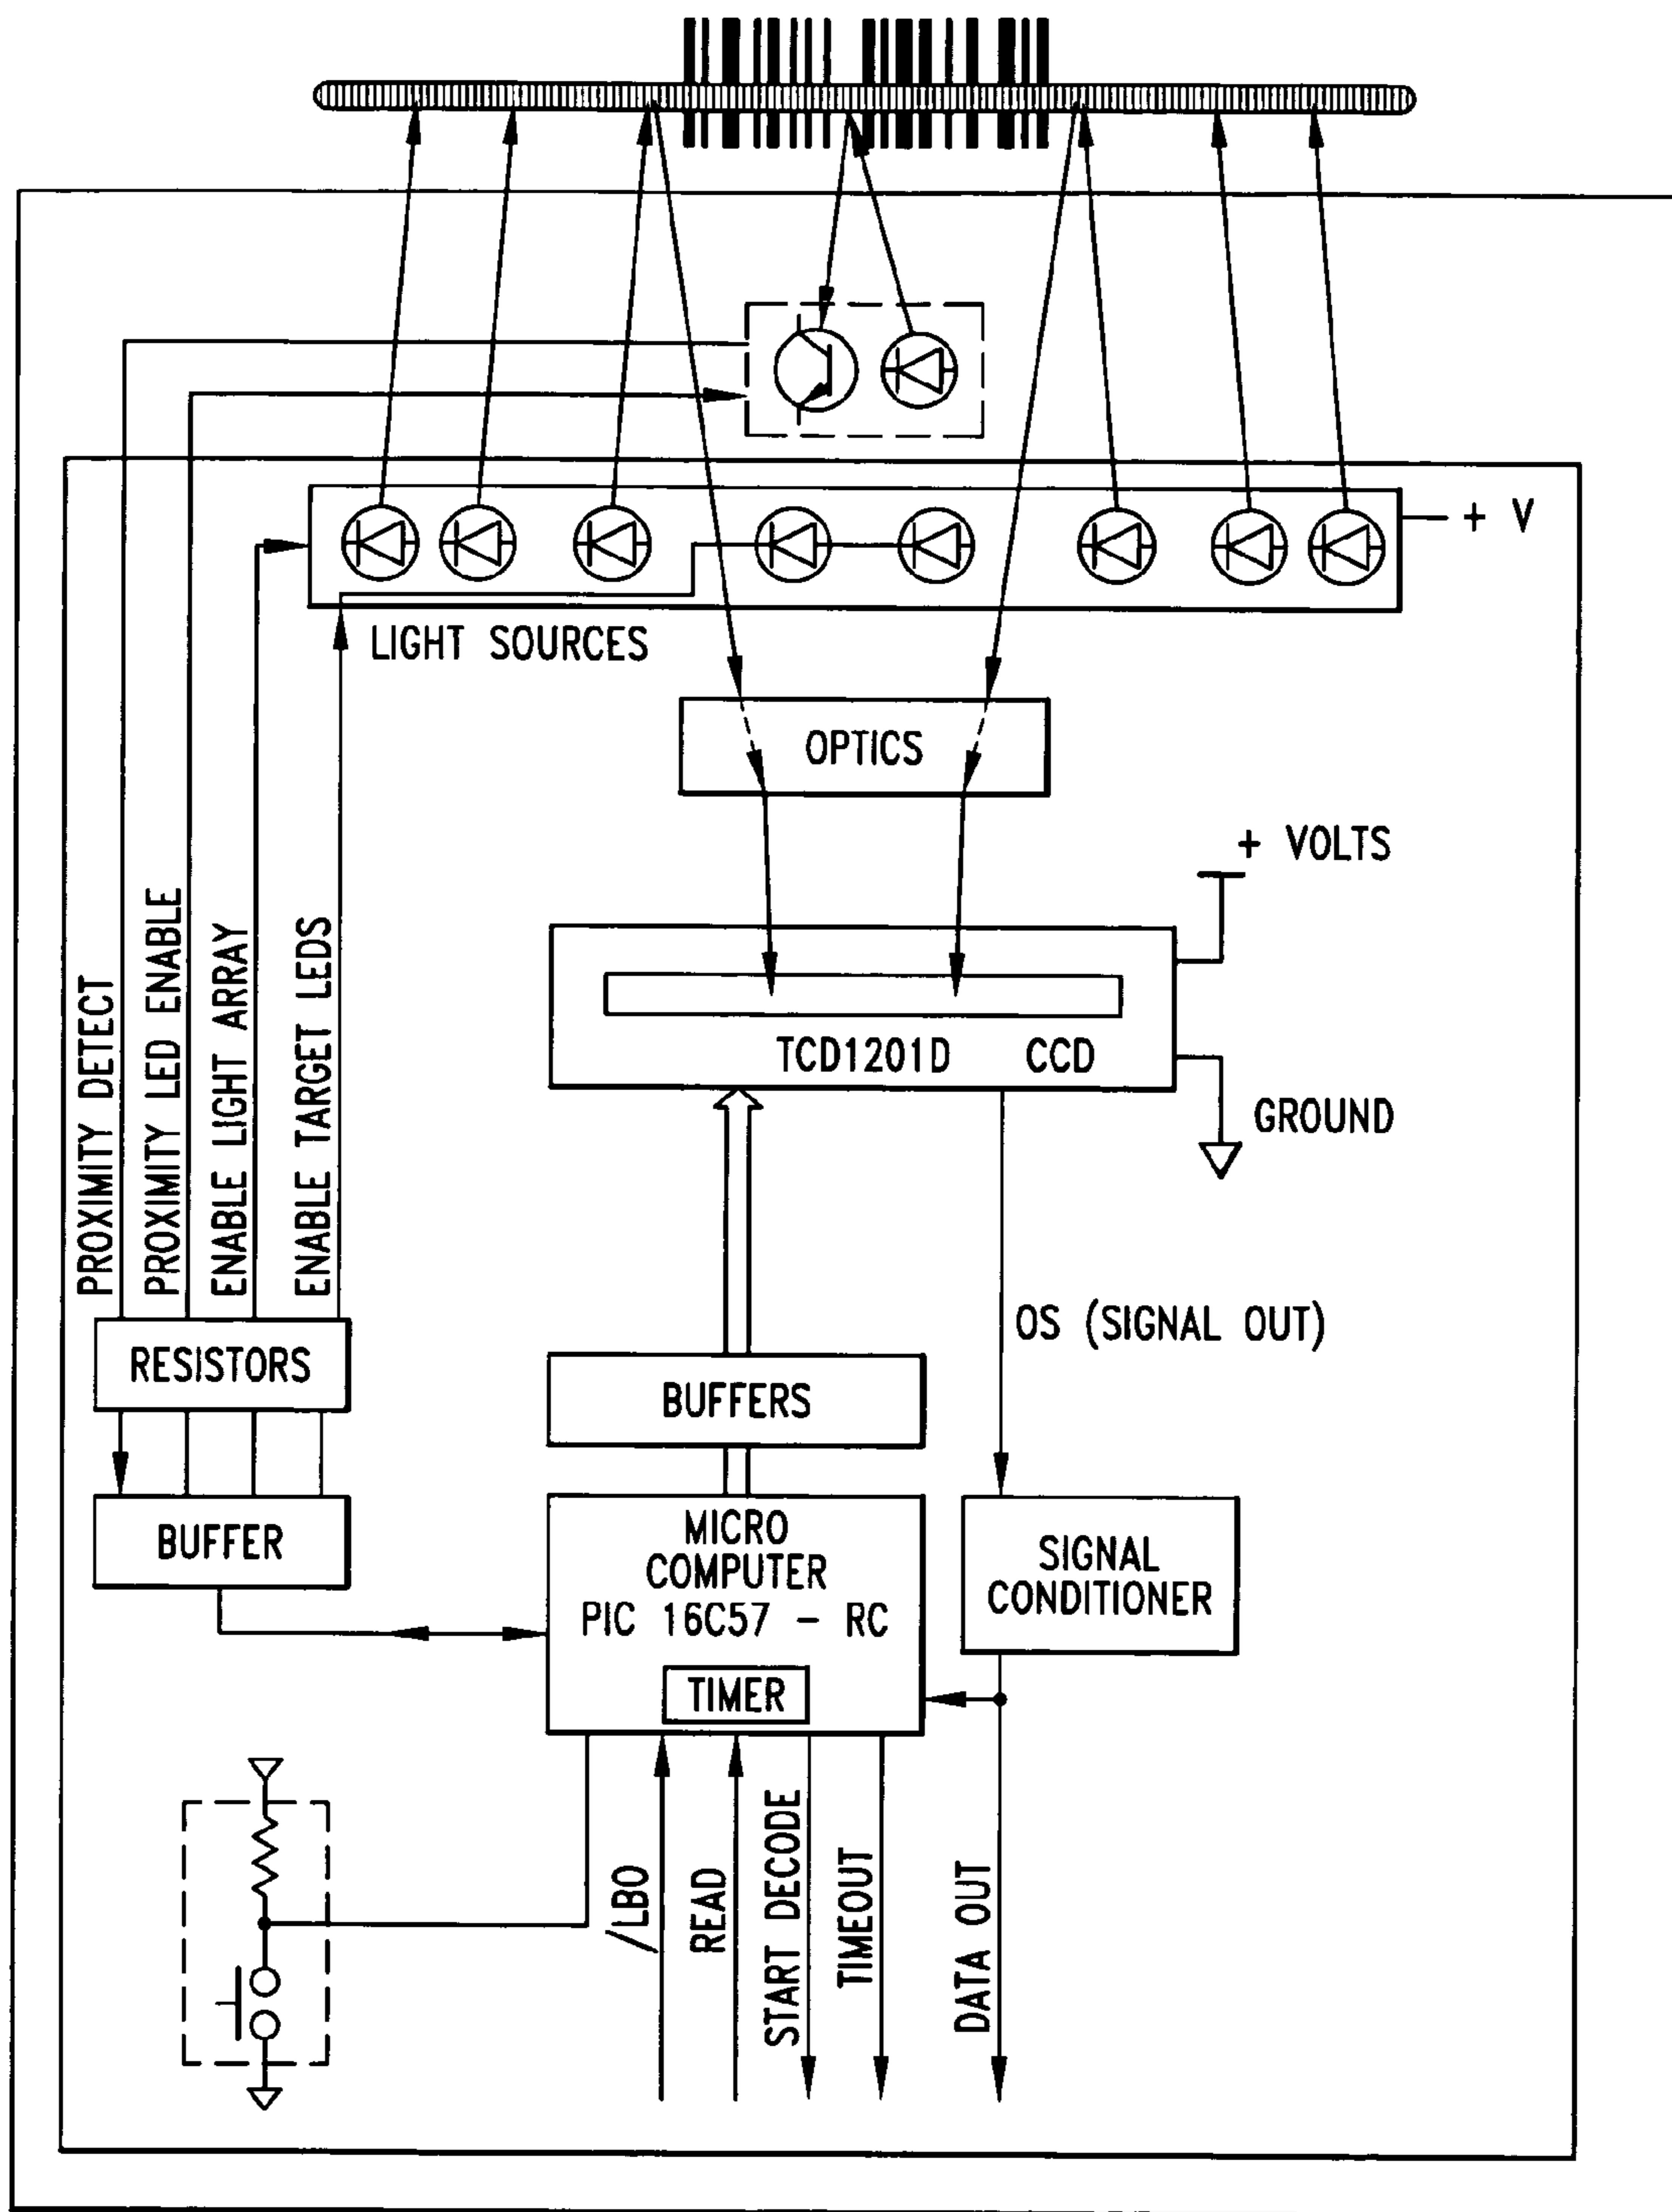 + V
LIGHT SOURCES
OPTICS
+ VOLTS
PROXIMITY DETECT
PROXIMITY LED ENABLE
ENABLE LIGHT ARRAY
ENABLE TARGET LEDS
TCD1201D CCD
GROUND
OS (SIGNAL OUT)
RESISTORS
BUFFERS
BUFFER
MICRO
COMPUTER
PIC 16C57 - RC
TIMER
SIGNAL
CONDITIONER
/LBO
READ
START DECODE
TIMEOUT
DATA OUT